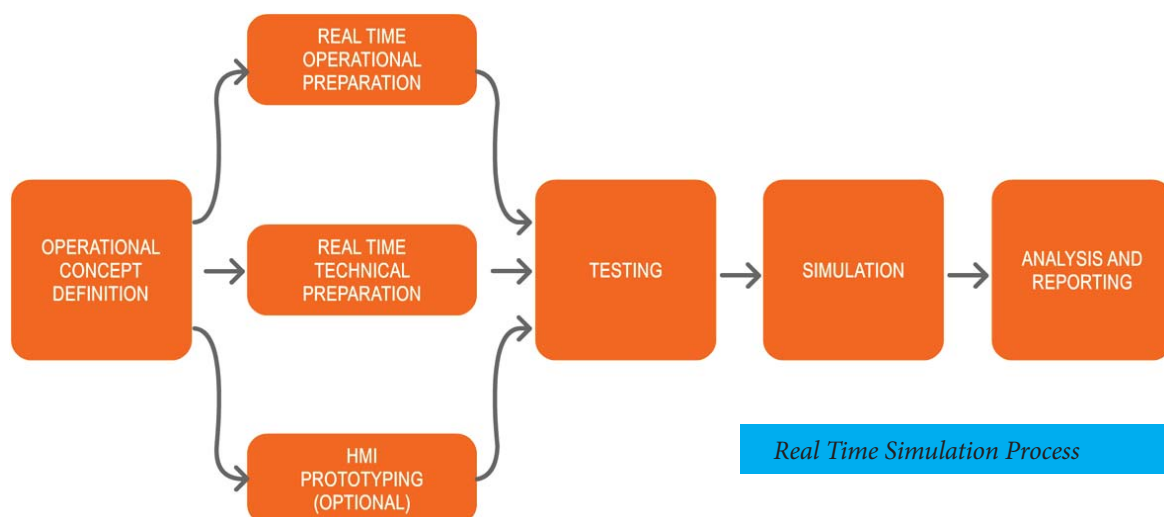 OPERATIONAL
CONCEPT
DEFINITION
REAL TIME
OPERATIONAL
PREPARATION
REAL TIME
TECHNICAL
PREPARATION
HMI
PROTOTYPING
(OPTIONAL)
TESTING
SIMULATION
ANALYSIS AND
REPORTING
Real Time Simulation Process